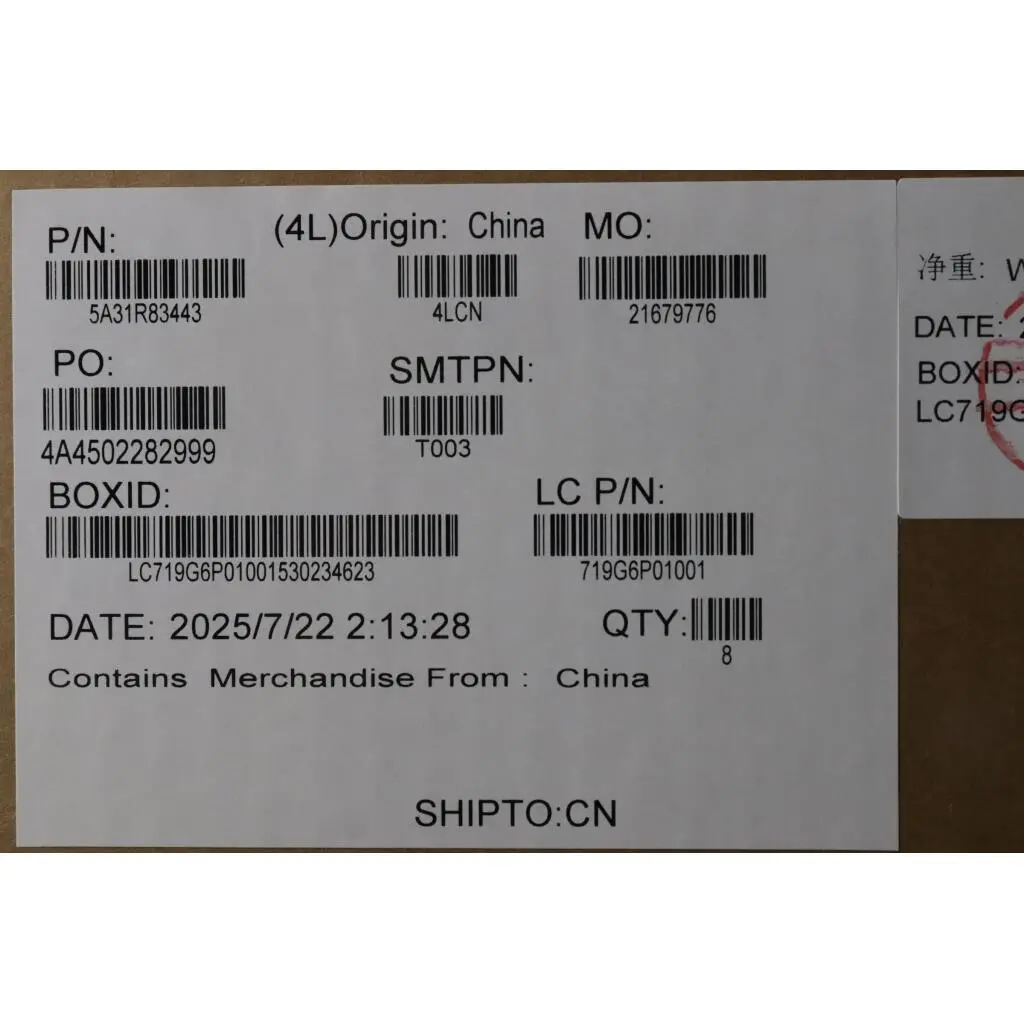 P/N:
5A31R83443
(4L)Origin: China
4LCN
MO:
21679776
PO:
4A4502282999
SMTPN:
T003
BOXID:
LC719G6P01001530234623
LC P/N:
719G6P01001
DATE: 2025/7/22 2:13:28
QTY:
8
Contains Merchandise From : China
SHIPTO:CN
净重:
DATE:
BOXID: